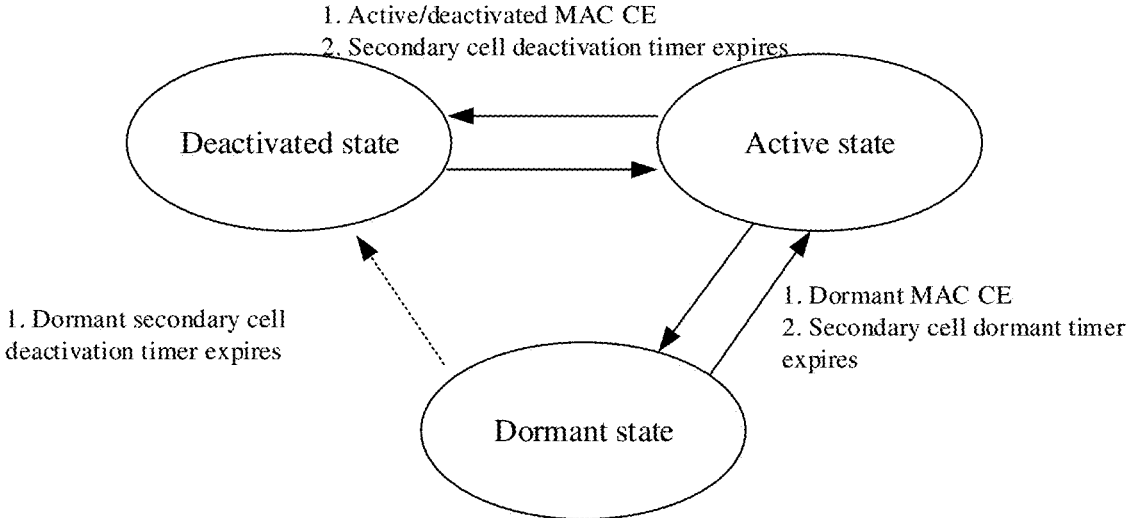 1. Active/deactivated MAC CE
2. Secondary cell deactivation timer expires
Deactivated state
Active state
1. Dormant MAC CE
2. Secondary cell dormant timer
expires
1. Dormant secondary cell
deactivation timer expires
Dormant state